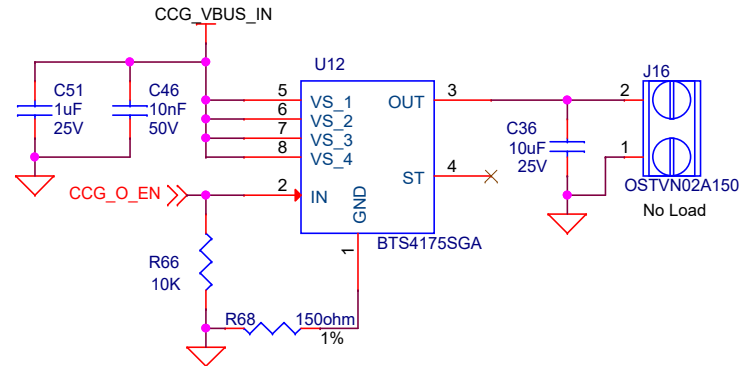 CCG_VBUS_IN
U12
C51
1uF
25V
C46
10nF
50V
5
VS_1
6
VS_2
7
VS_3
8
VS_4
OUT
3
ST
4
J16
2
1
C36
10uF
25V
OSTVN02A150
No Load
CCG_O_EN
2
IN
GND
1
BTS4175SGA
R66
10K
R68
150ohm
1%